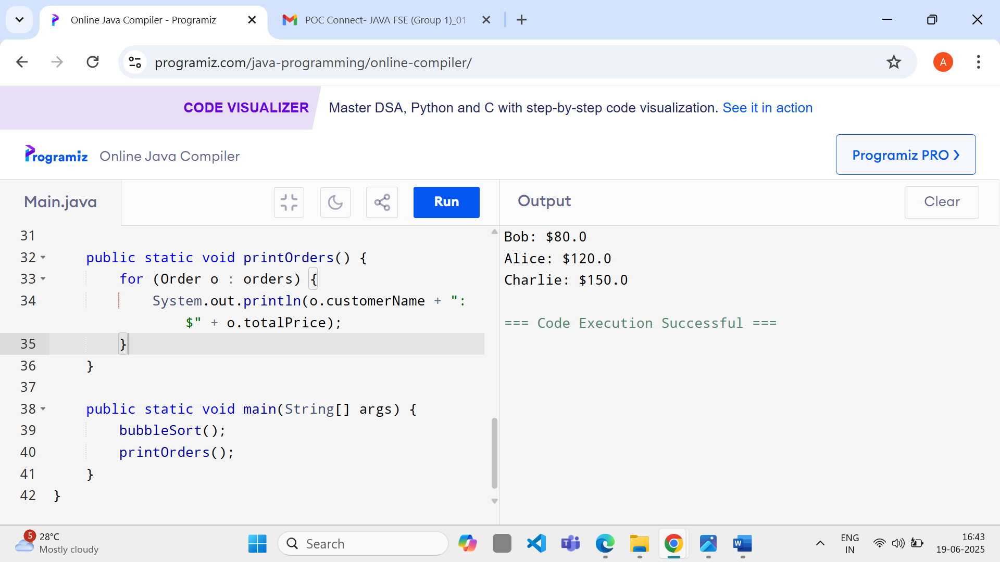 Online Java Compiler - Programiz
POC Connect- JAVA FSE (Group 1)_01
programiz.com/java-programming/online-compiler/
A
CODE VISUALIZER
Master DSA, Python and C with step-by-step code visualization. See it in action
Programiz
Online Java Compiler
Programiz PRO
Main.java
Run
Output
Clear
31
32 public static void printOrders() {
33 for (Order o : orders) {
34 System.out.println(o.customerName + ":
$" + o.totalPrice);
35 }
36 }
37
38 public static void main(String[] args) {
39 bubbleSort();
40 printOrders();
41 }
42 }
Bob: $80.0
Alice: $120.0
Charlie: $150.0
=== Code Execution Successful ===
5
28°C
Mostly cloudy
Search
T
W
ENG
IN
16:43
19-06-2025